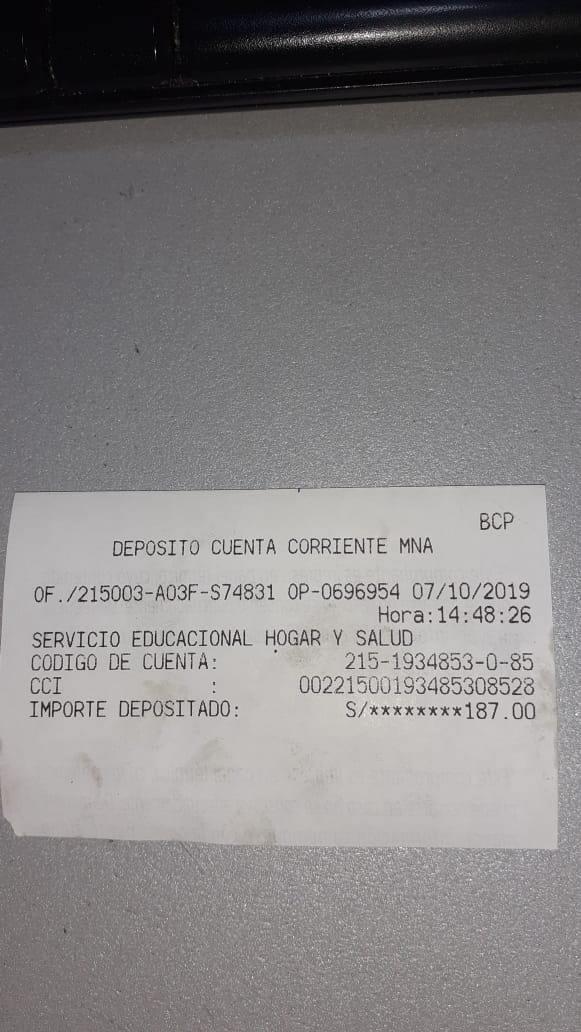 BCP
DEPOSITO CUENTA CORRIENTE MNA
OF./215003-A03F-S74831 OP-0696954 07/10/2019
Hora:14:48:26
SERVICIO EDUCACIONAL HOGAR Y SALUD
CODIGO DE CUENTA: 215-1934853-0-85
CCI : 00221500193485308528
IMPORTE DEPOSITADO: S/********187.00